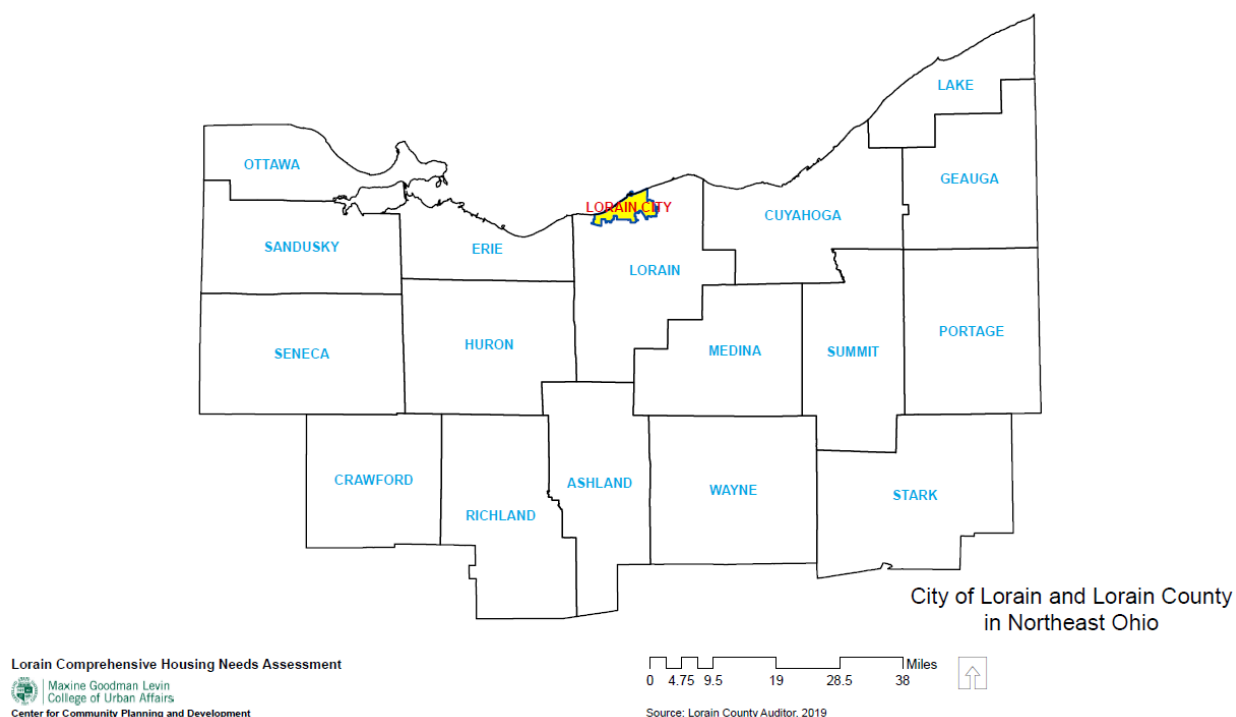 LAKE
OTTAWA
GEAUGA
LORAIN CITY
CUYAHOGA
SANDUSKY
ERIE
LORAIN
PORTAGE
SENECA
HURON
MEDINA
SUMMIT
CRAWFORD
ASHLAND
WAYNE
STARK
RICHLAND
City of Lorain and Lorain County
in Northeast Ohio
Lorain Comprehensive Housing Needs Assessment
Maxine Goodman Levin
College of Urban Affairs
Center for Community Planning and Development
Miles
0 4.75 9.5 19 28.5 38
Source: Lorain County Auditor, 2019